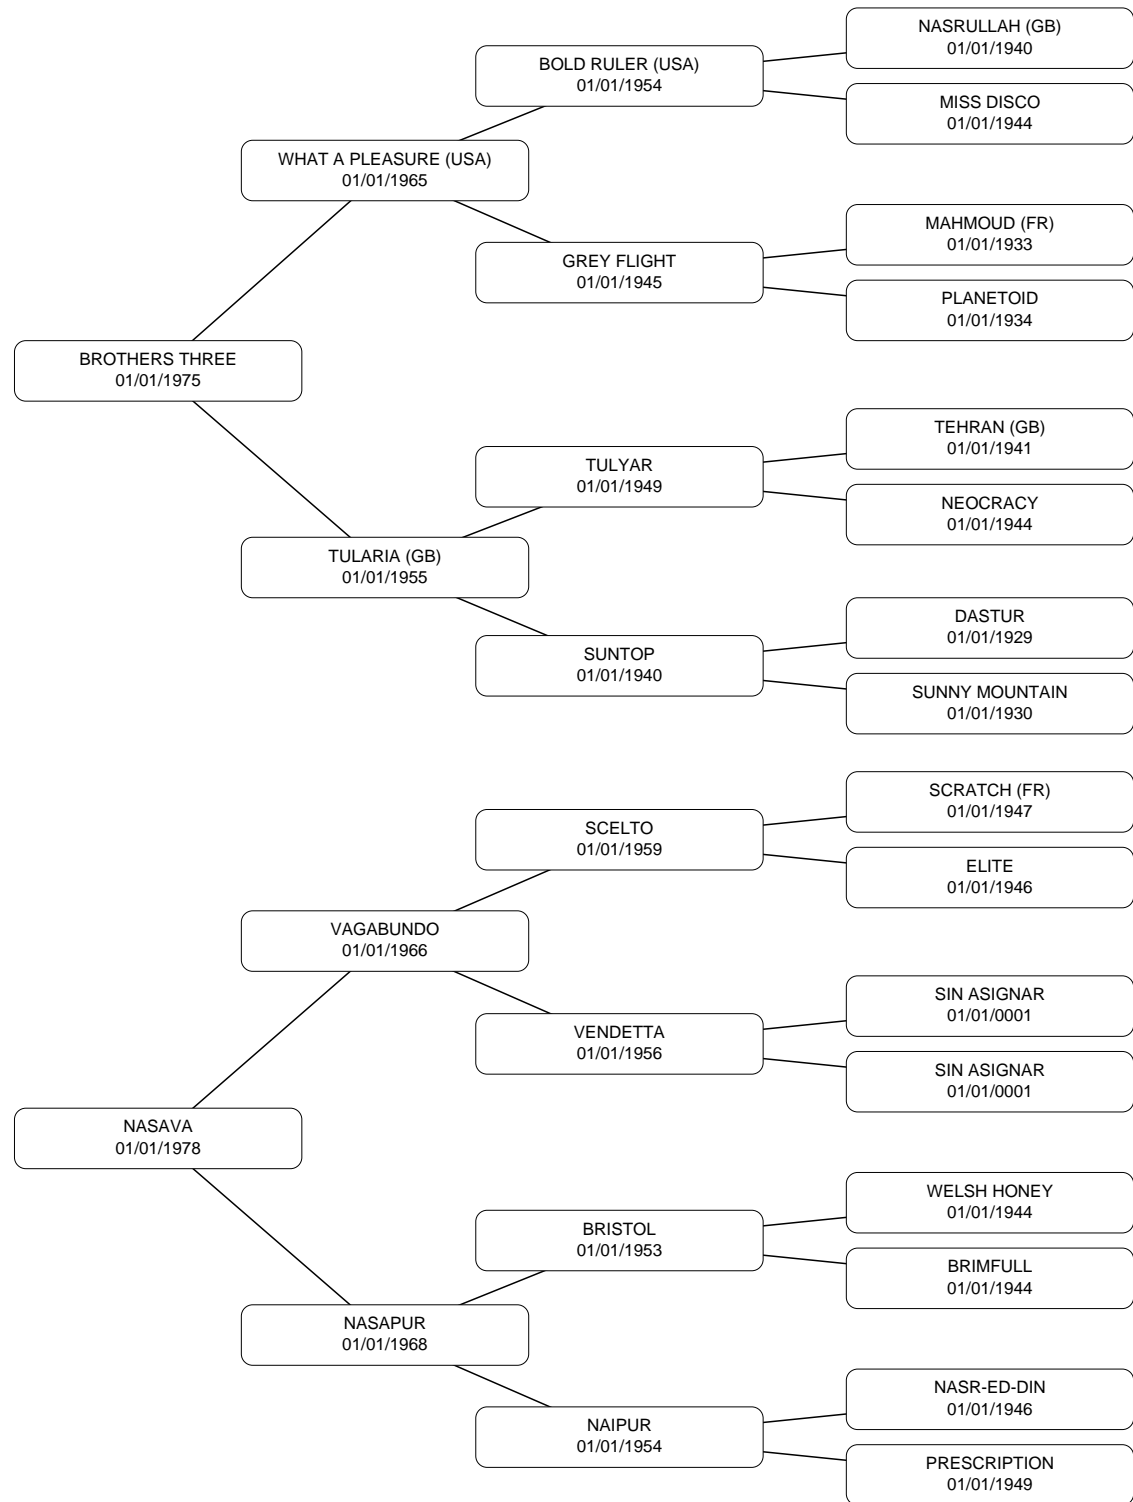 NASRULLAH (GB)
01/01/1940
BOLD RULER (USA)
01/01/1954
MISS DISCO
01/01/1944
WHAT A PLEASURE (USA)
01/01/1965
MAHMOUD (FR)
01/01/1933
GREY FLIGHT
01/01/1945
PLANETOID
01/01/1934
BROTHERS THREE
01/01/1975
TEHRAN (GB)
01/01/1941
TULYAR
01/01/1949
NEOCRACY
01/01/1944
TULARIA (GB)
01/01/1955
DASTUR
01/01/1929
SUNTOP
01/01/1940
SUNNY MOUNTAIN
01/01/1930
SCRATCH (FR)
01/01/1947
SCELTO
01/01/1959
ELITE
01/01/1946
VAGABUNDO
01/01/1966
SIN ASIGNAR
01/01/0001
VENDETTA
01/01/1956
SIN ASIGNAR
01/01/0001
NASAVA
01/01/1978
WELSH HONEY
01/01/1944
BRISTOL
01/01/1953
BRIMFULL
01/01/1944
NASAPUR
01/01/1968
NASR-ED-DIN
01/01/1946
NAIPUR
01/01/1954
PRESCRIPTION
01/01/1949